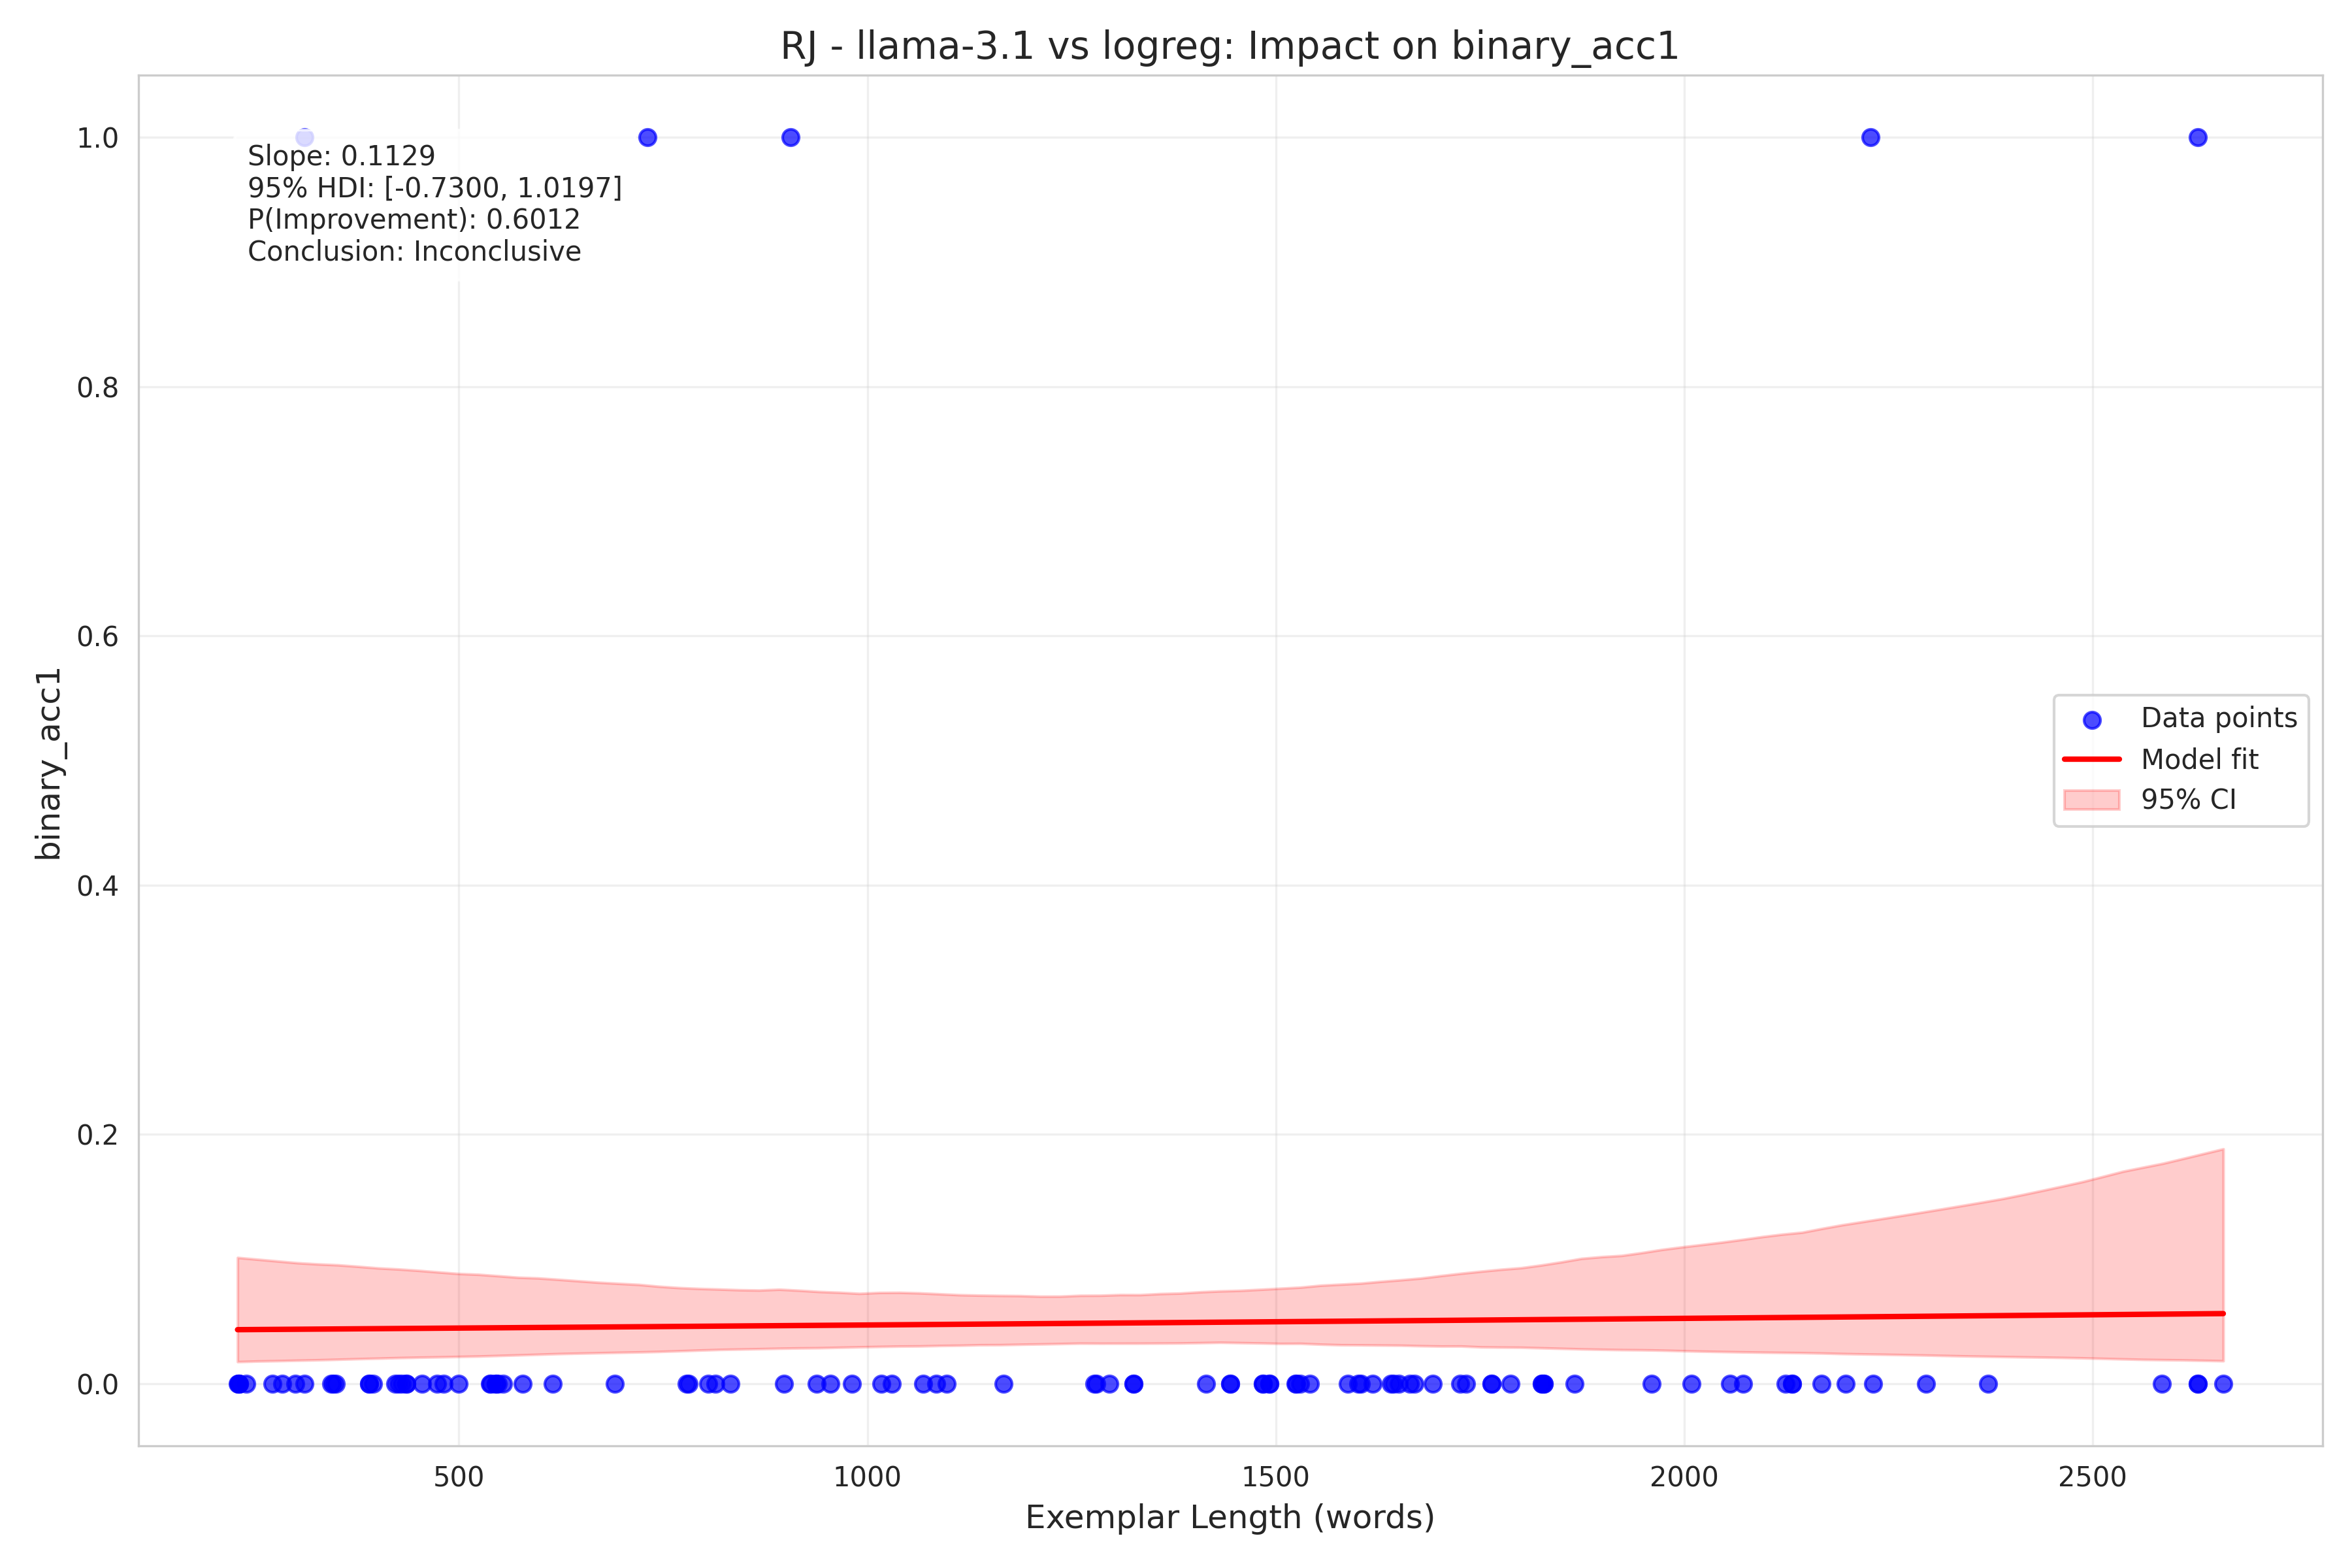 RJ - llama-3.1 vs logreg: Impact on binary_acc1
Slope: 0.1129
95% HDI: [-0.7300, 1.0197]
P(Improvement): 0.6012
Conclusion: Inconclusive
1.0
0.8
0.6
0.4
0.2
0.0
binary_acc1
Data points
Model fit
95% CI
500
1000
1500
2000
2500
Exemplar Length (words)